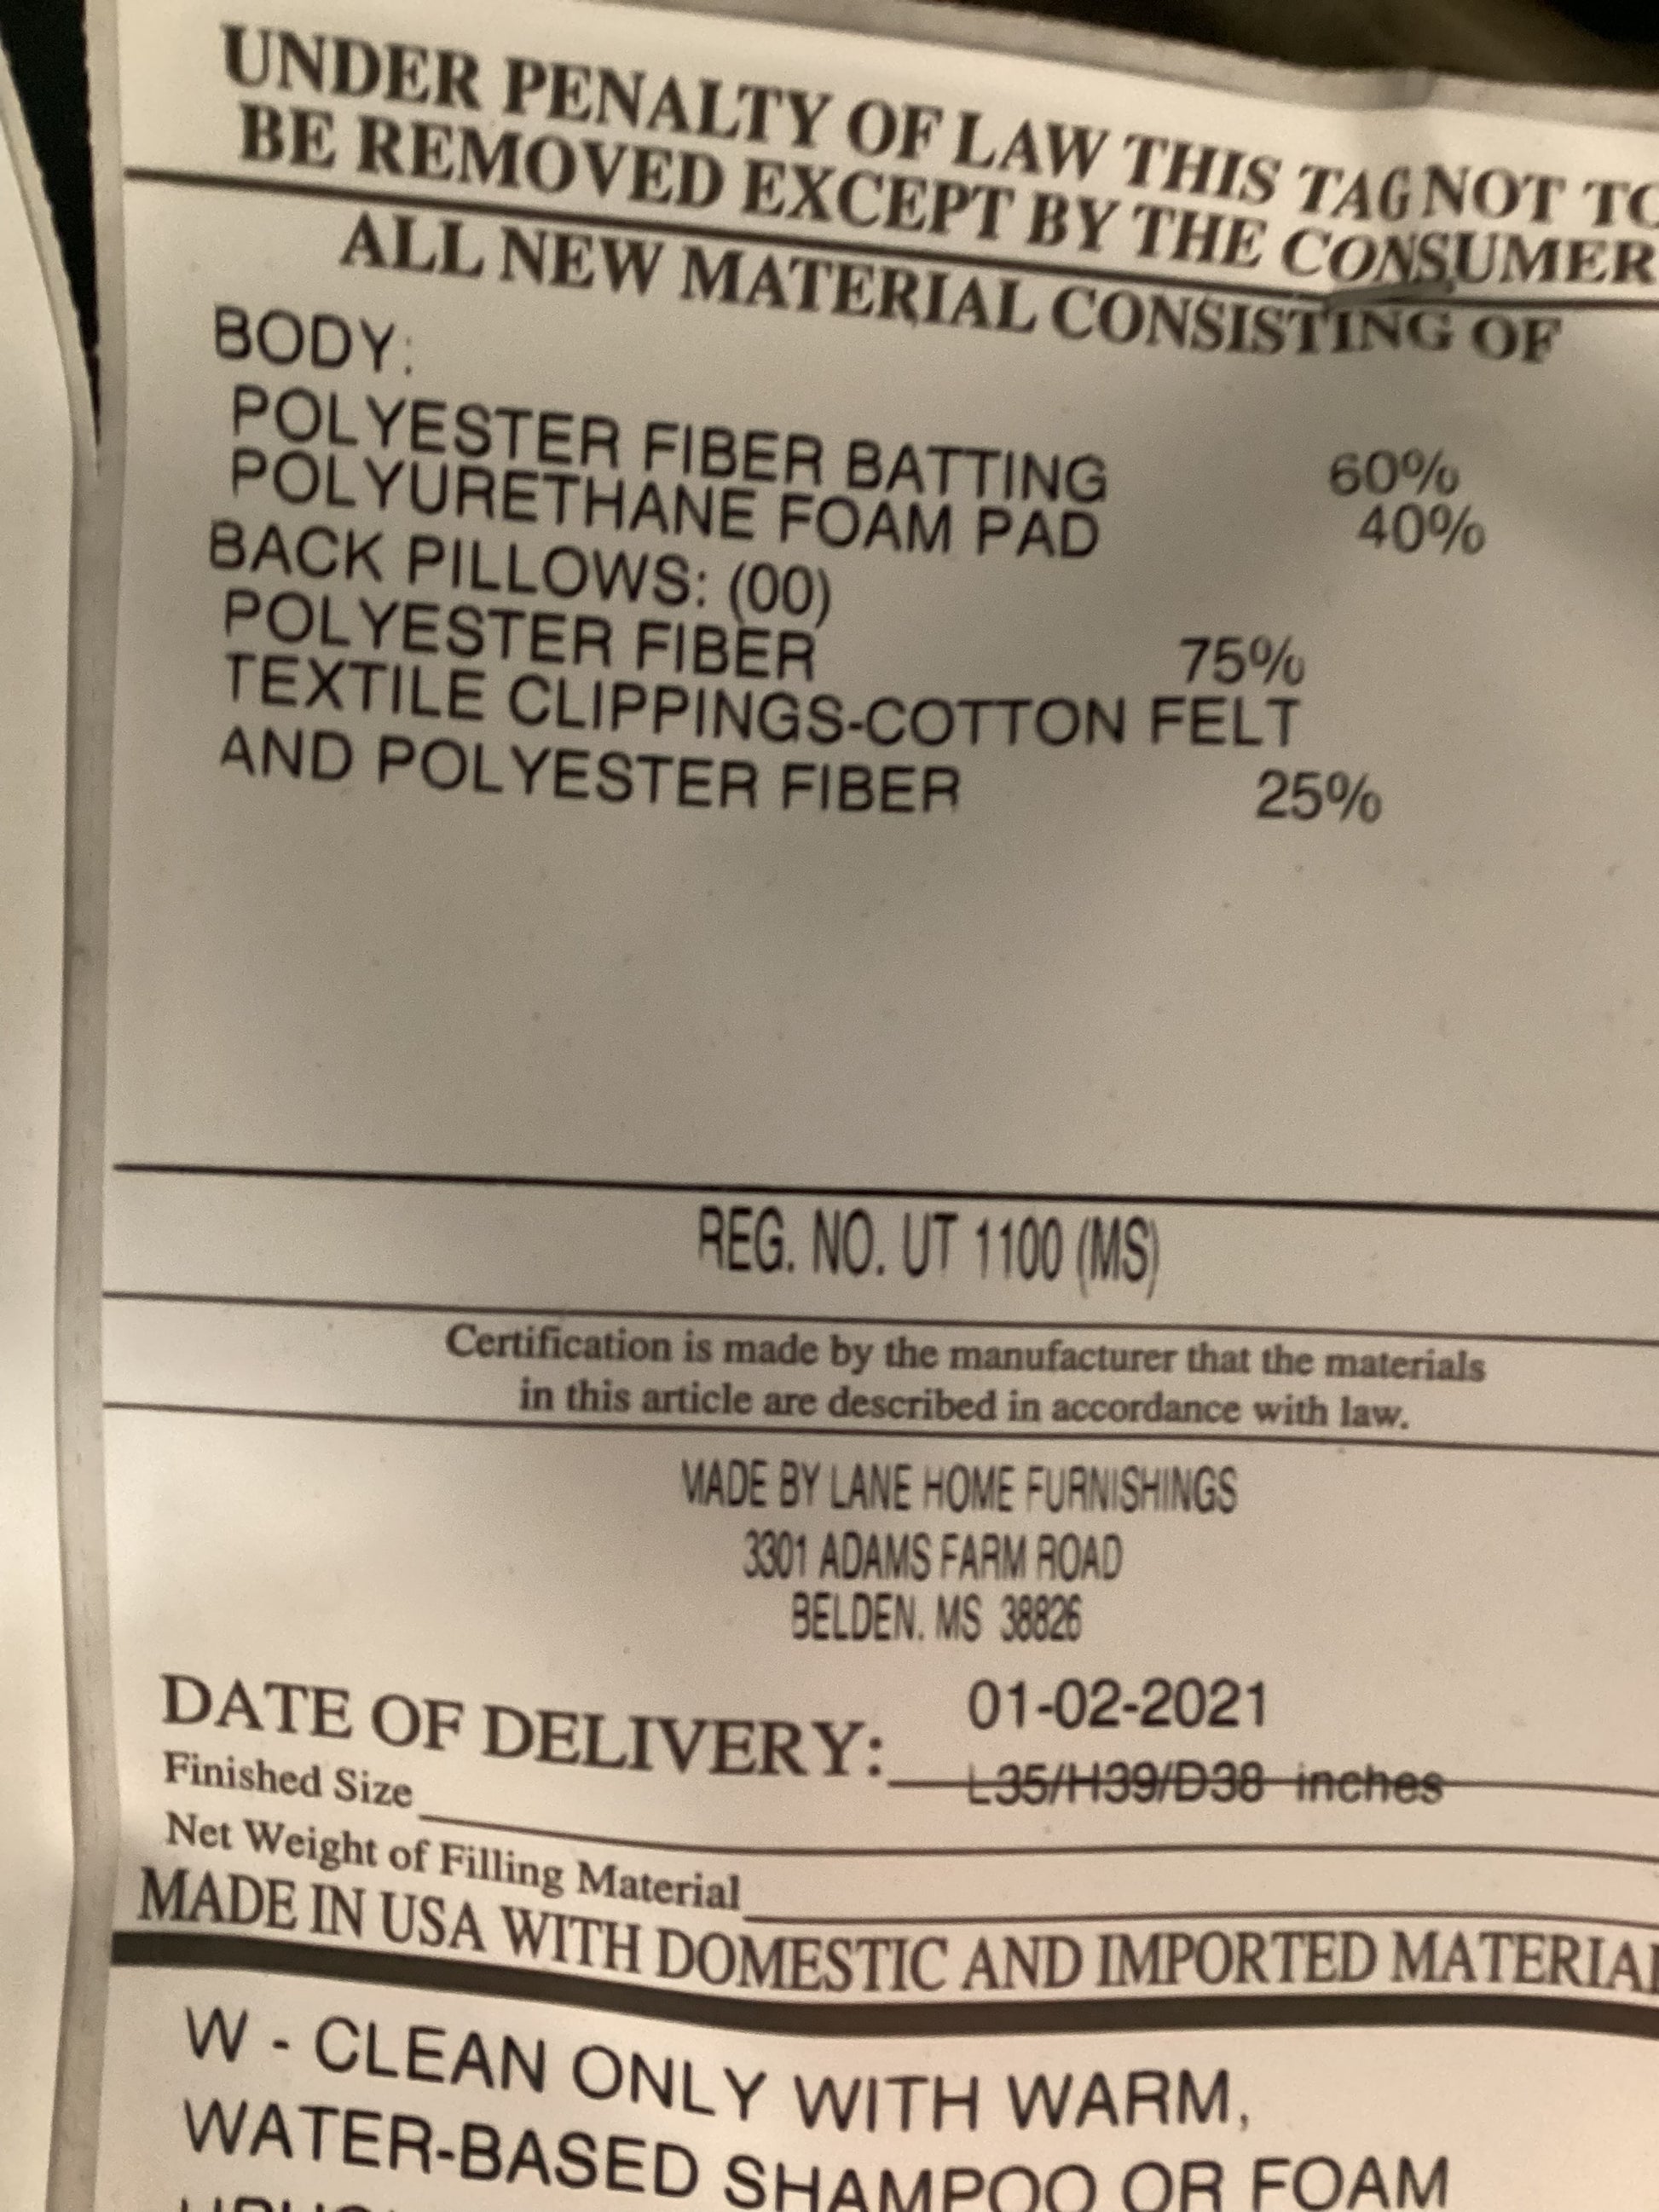 UNDER PENALTY OF LAW THIS TAG NOT TO
BE REMOVED EXCEPT BY THE CONSUMER
ALL NEW MATERIAL CONSISTING OF
BODY:
POLYESTER FIBER BATTING 60%
POLYURETHANE FOAM PAD 40%
BACK PILLOWS: (00)
POLYESTER FIBER 75%
TEXTILE CLIPPINGS-COTTON FELT
AND POLYESTER FIBER 25%
REG. NO. UT 1100 (MS)
Certification is made by the manufacturer that the materials
in this article are described in accordance with law.
MADE BY LANE HOME FURNISHINGS
3301 ADAMS FARM ROAD
BELDEN. MS 38826
DATE OF DELIVERY: 01-02-2021
L35/H39/D38 inches
Finished Size
Net Weight of Filling Material
MADE IN USA WITH DOMESTIC AND IMPORTED MATERIAL
W - CLEAN ONLY WITH WARM,
WATER-BASED SHAMPOO OR FOAM